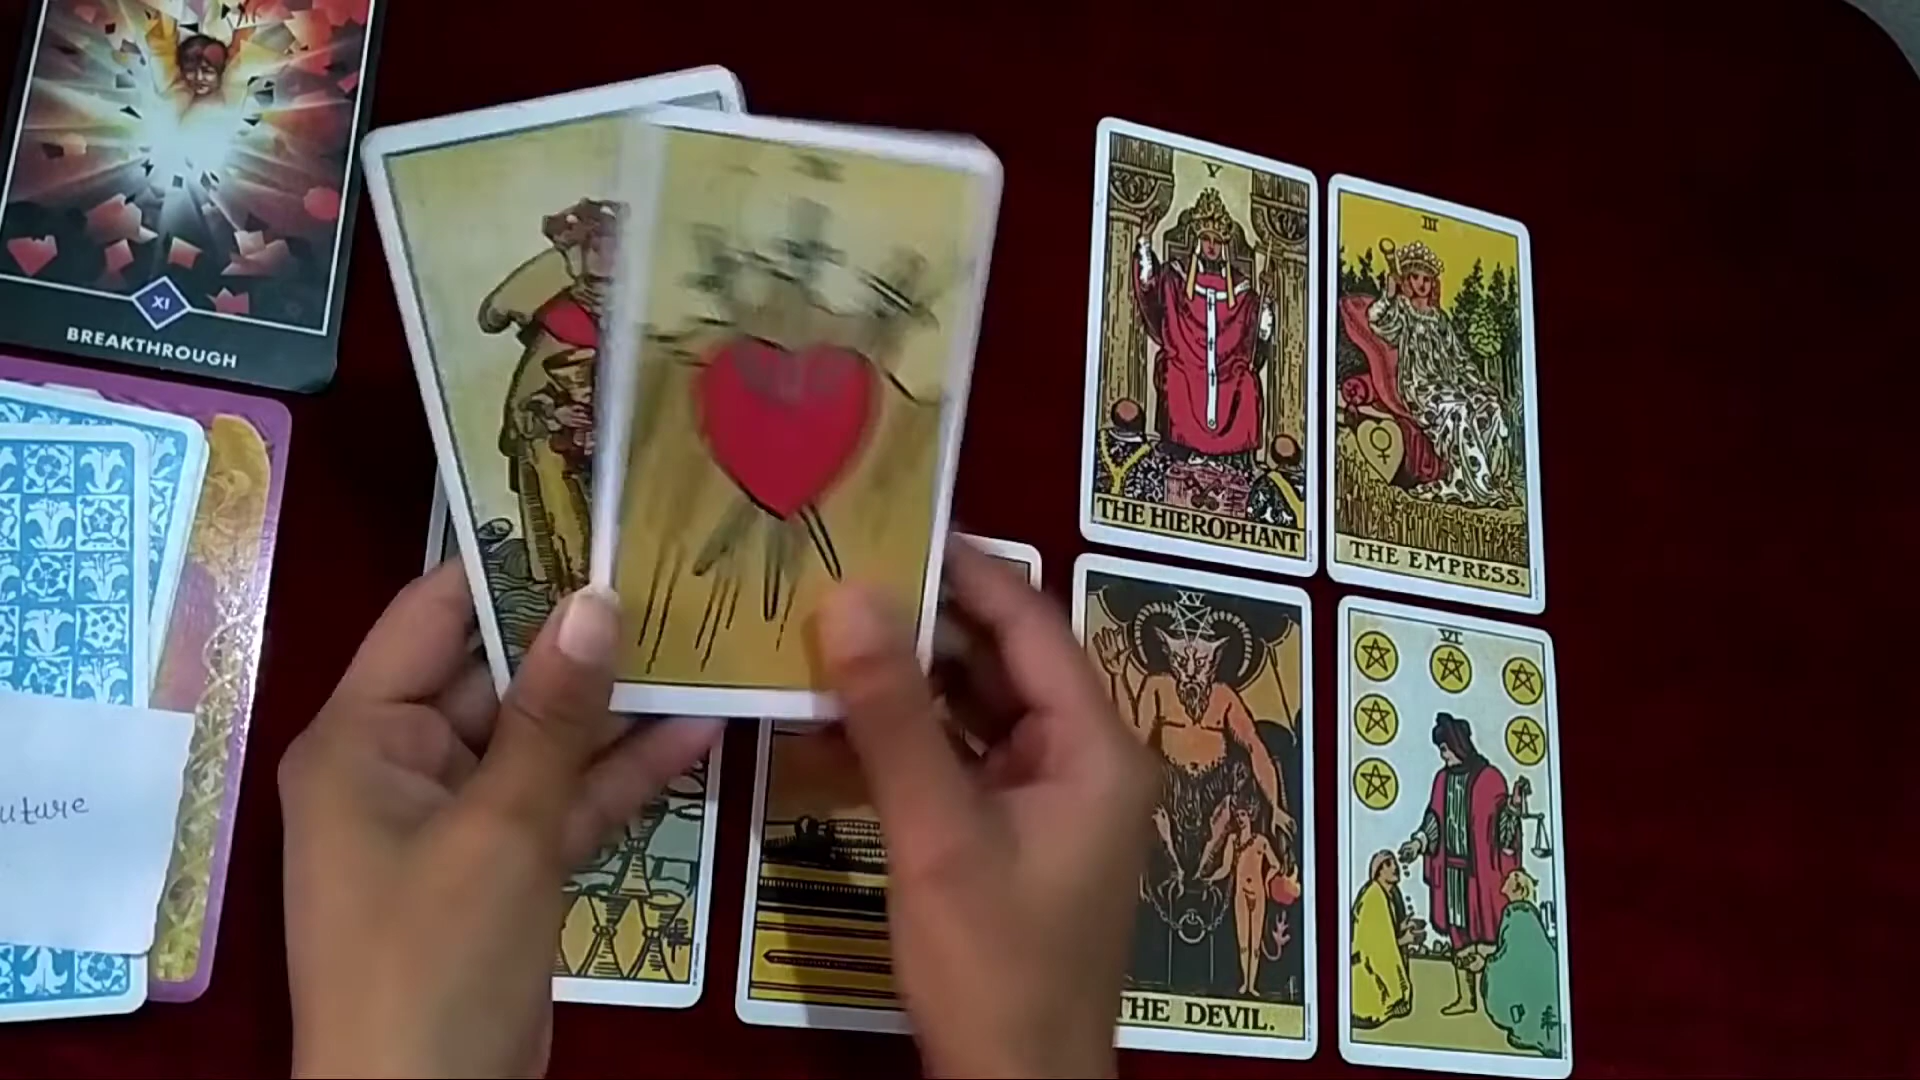 XI
BREAKTHROUGH
uture
V
THE HIEROPHANT
III
THE EMPRESS.
XV
THE DEVIL.
VI